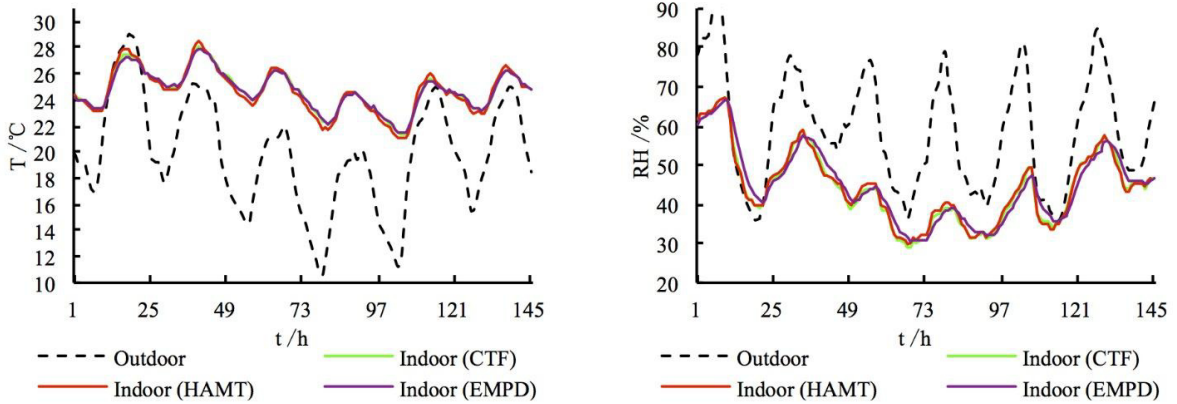 T /℃
30
28
26
24
22
20
18
16
14
12
10
1 25 49 73 97 121 145
t /h
Outdoor Indoor (CTF)
Indoor (HAMT) Indoor (EMPD)
RH /%
90
80
70
60
50
40
30
20
1 25 49 73 97 121 145
t /h
Outdoor Indoor (CTF)
Indoor (HAMT) Indoor (EMPD)